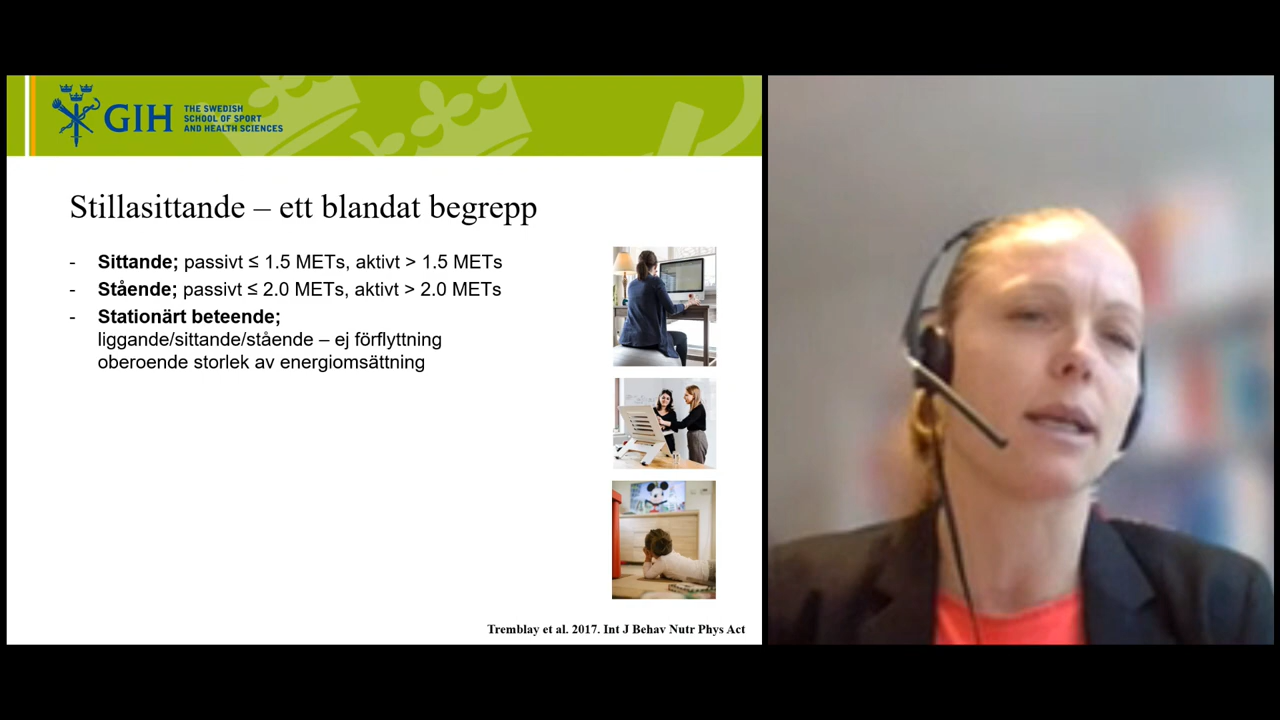 GIH
THE SWEDISH
SCHOOL OF SPORT
AND HEALTH SCIENCES
Stillasittande – ett blandat begrepp
- Sittande; passivt ≤ 1.5 METs, aktivt > 1.5 METs
- Stående; passivt ≤ 2.0 METs, aktivt > 2.0 METs
- Stationärt beteende;
liggande/sittande/stående – ej förflyttning
oberoende storlek av energiomsättning
Tremblay et al. 2017. Int J Behav Nutr Phys Act